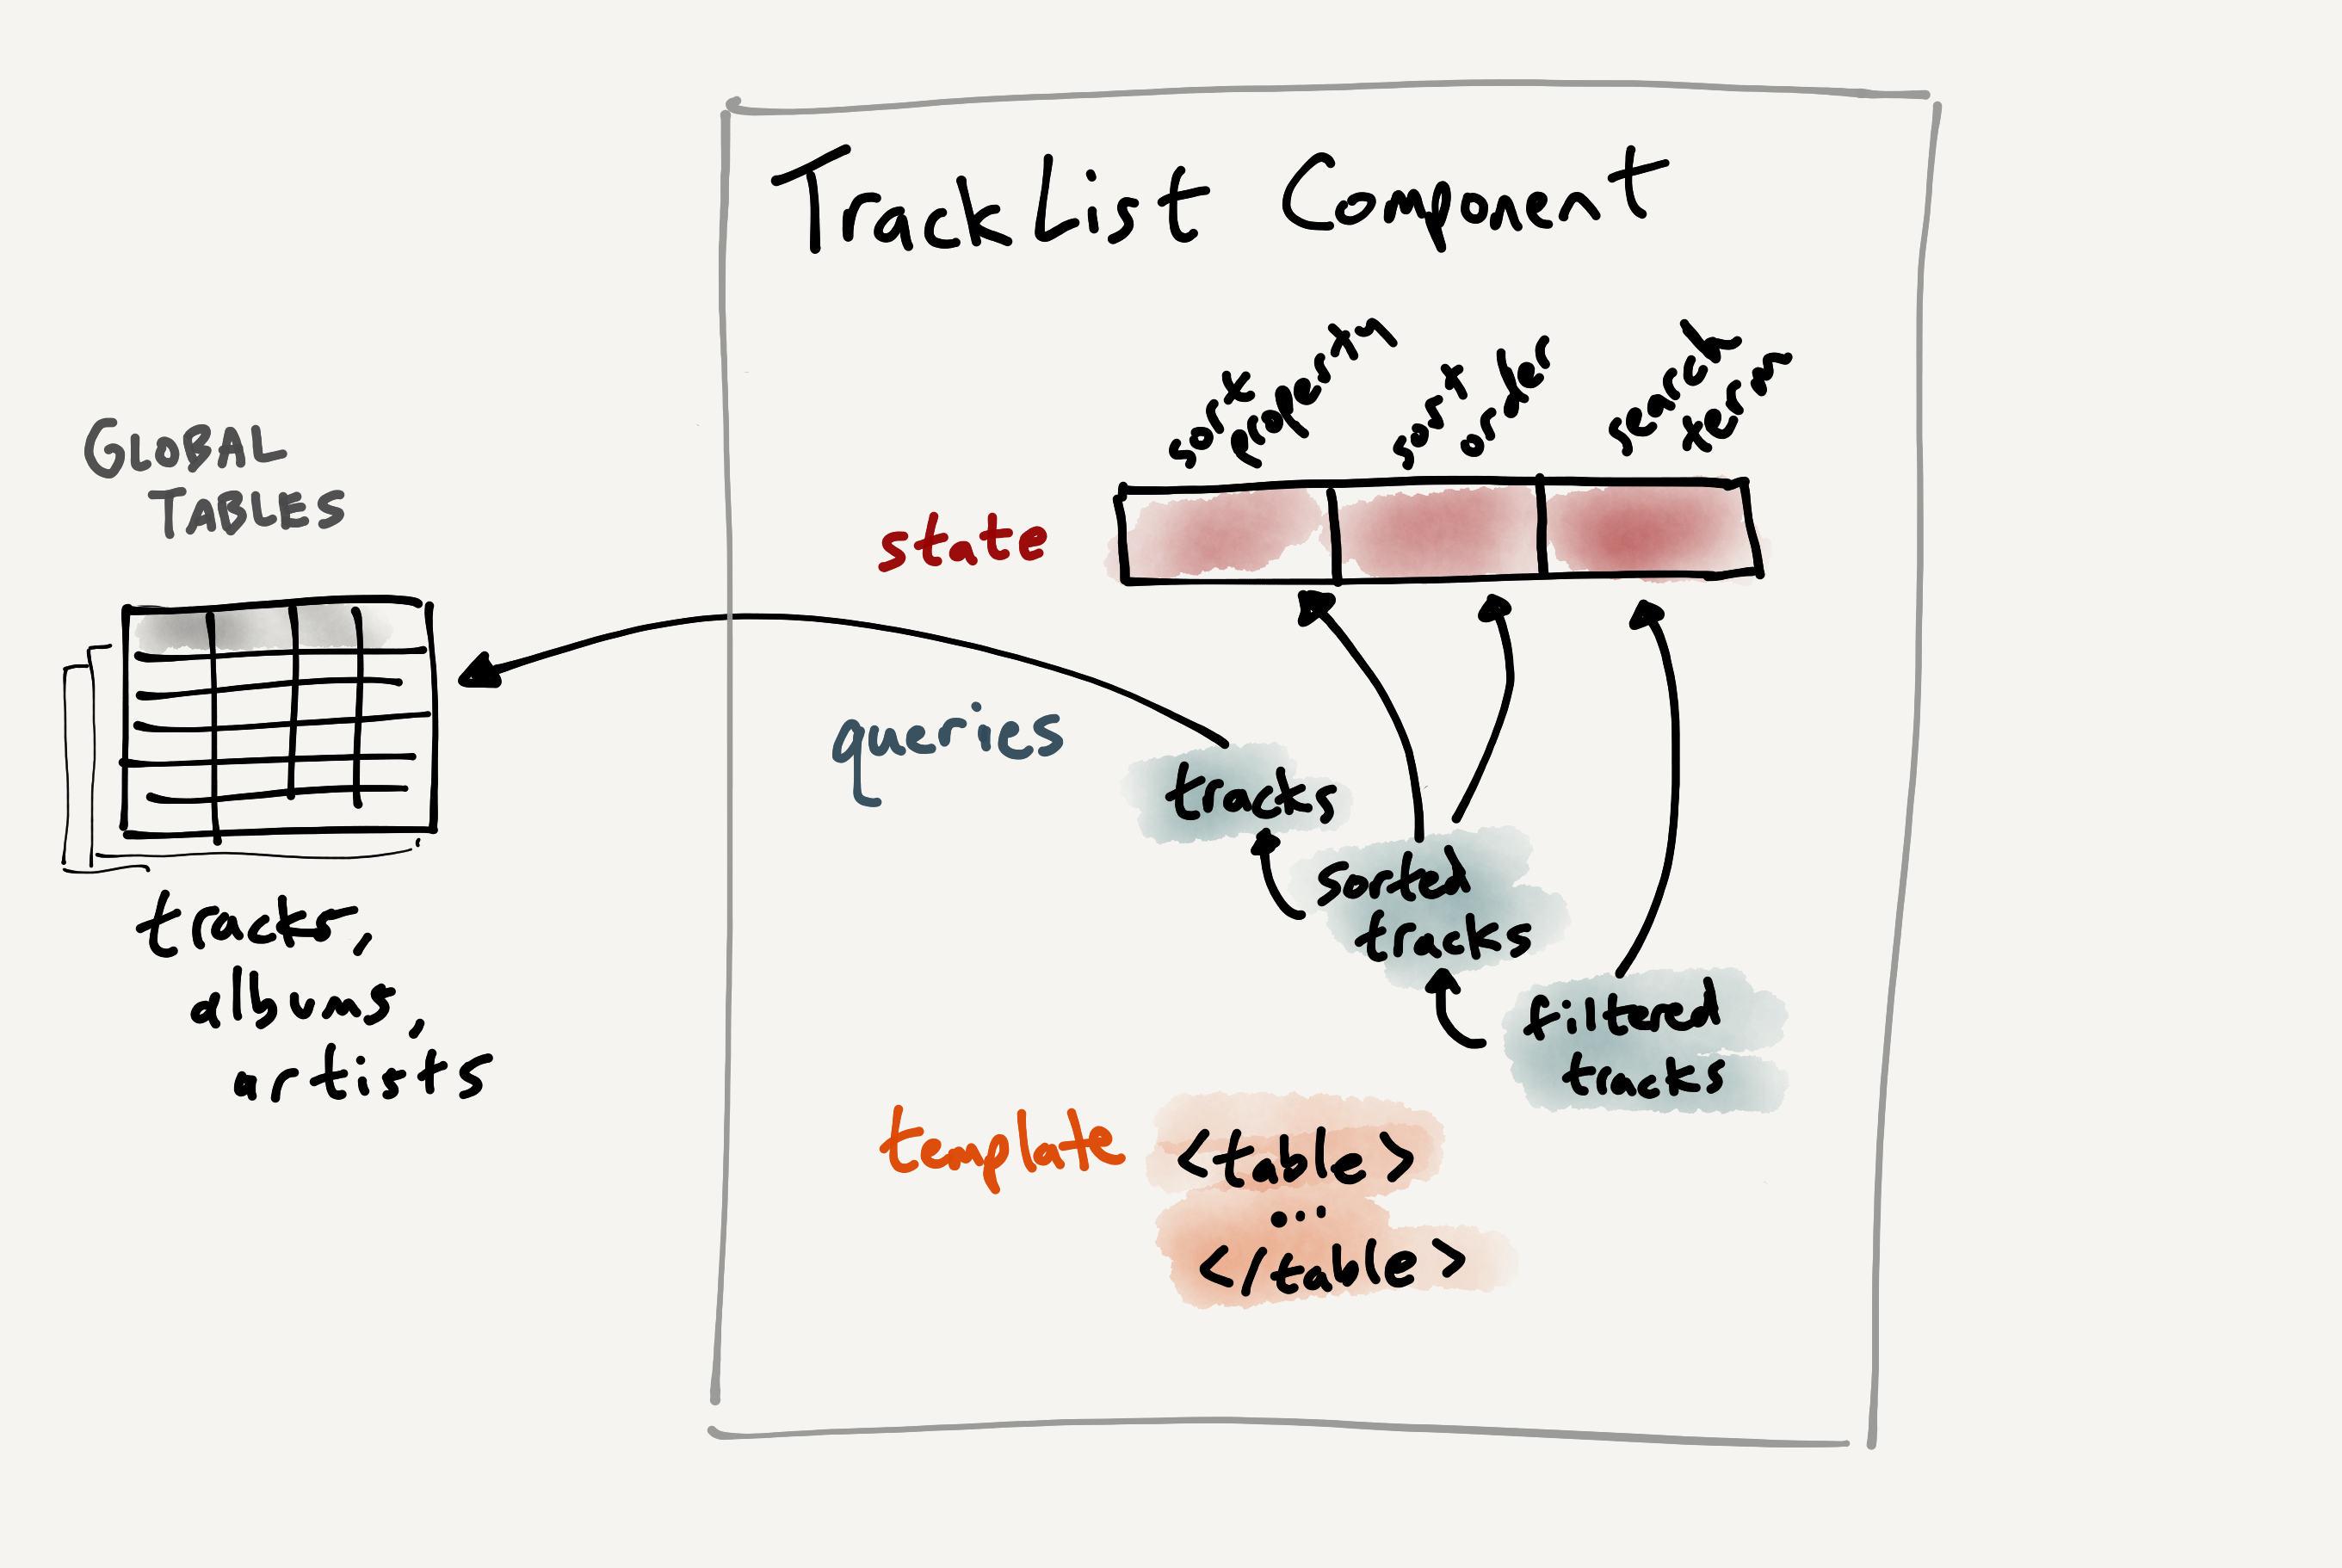 TrackList Component
sort
property
sort
order
search
term
GLOBAL
TABLES
state
queries
tracks
sorted
tracks
filtered
tracks
tracks,
albums,
artists
template
<table>
...
</table>